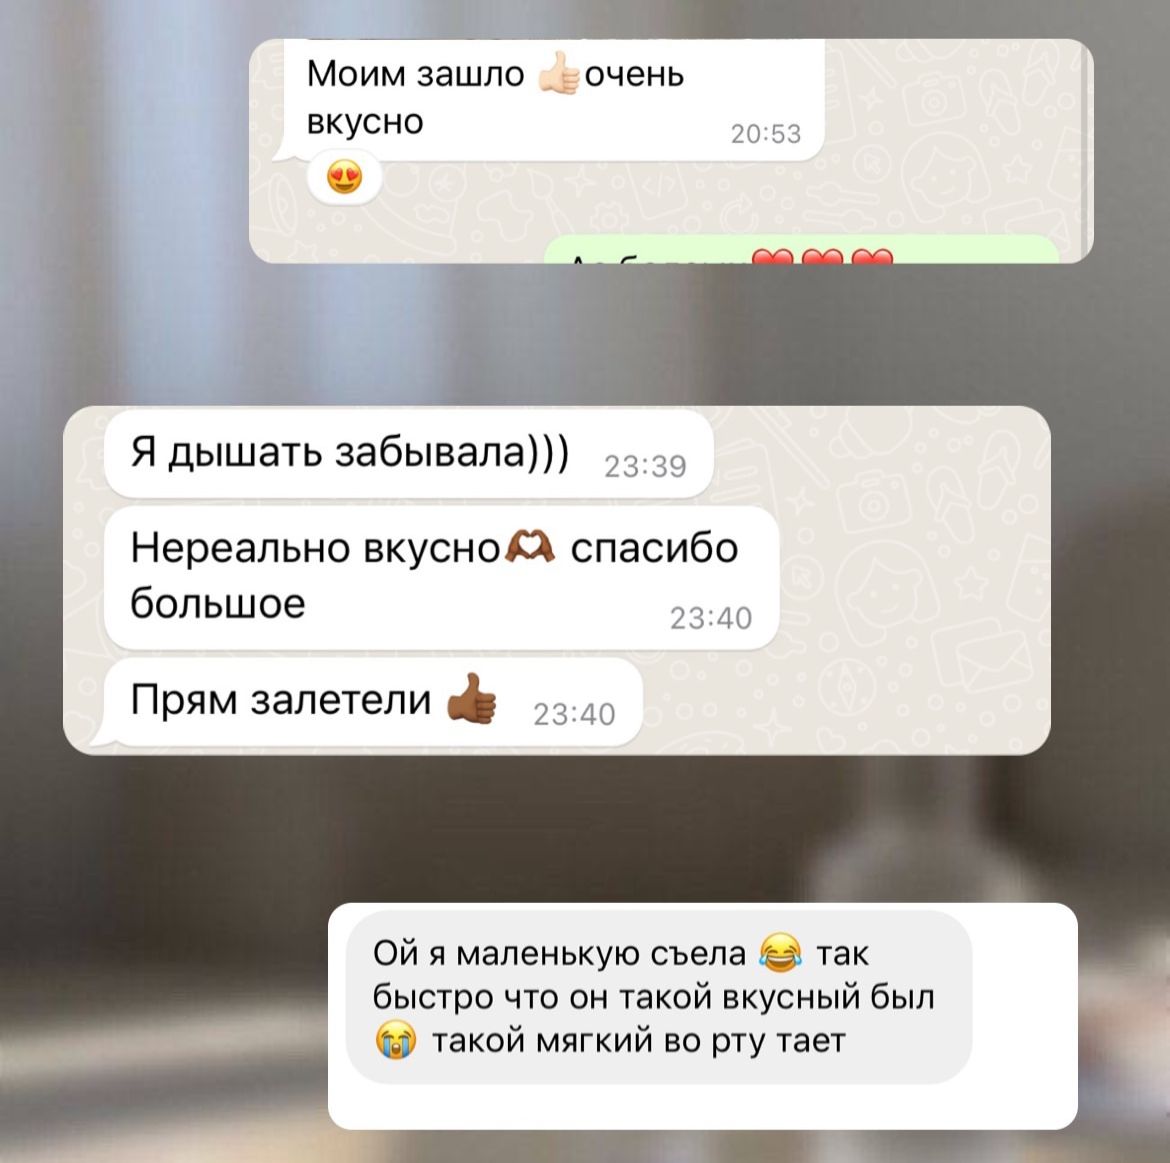 Моим зашло 👍🏻очень
вкусно
20:53
😍
❤️❤️❤️
Я дышать забывала)))
23:39
Нереально вкусно🫶🏾 спасибо
большое
23:40
Прям залетели 👍🏾
23:40
Ой я маленькую съела 😂 так
быстро что он такой вкусный был
😭 такой мягкий во рту тает